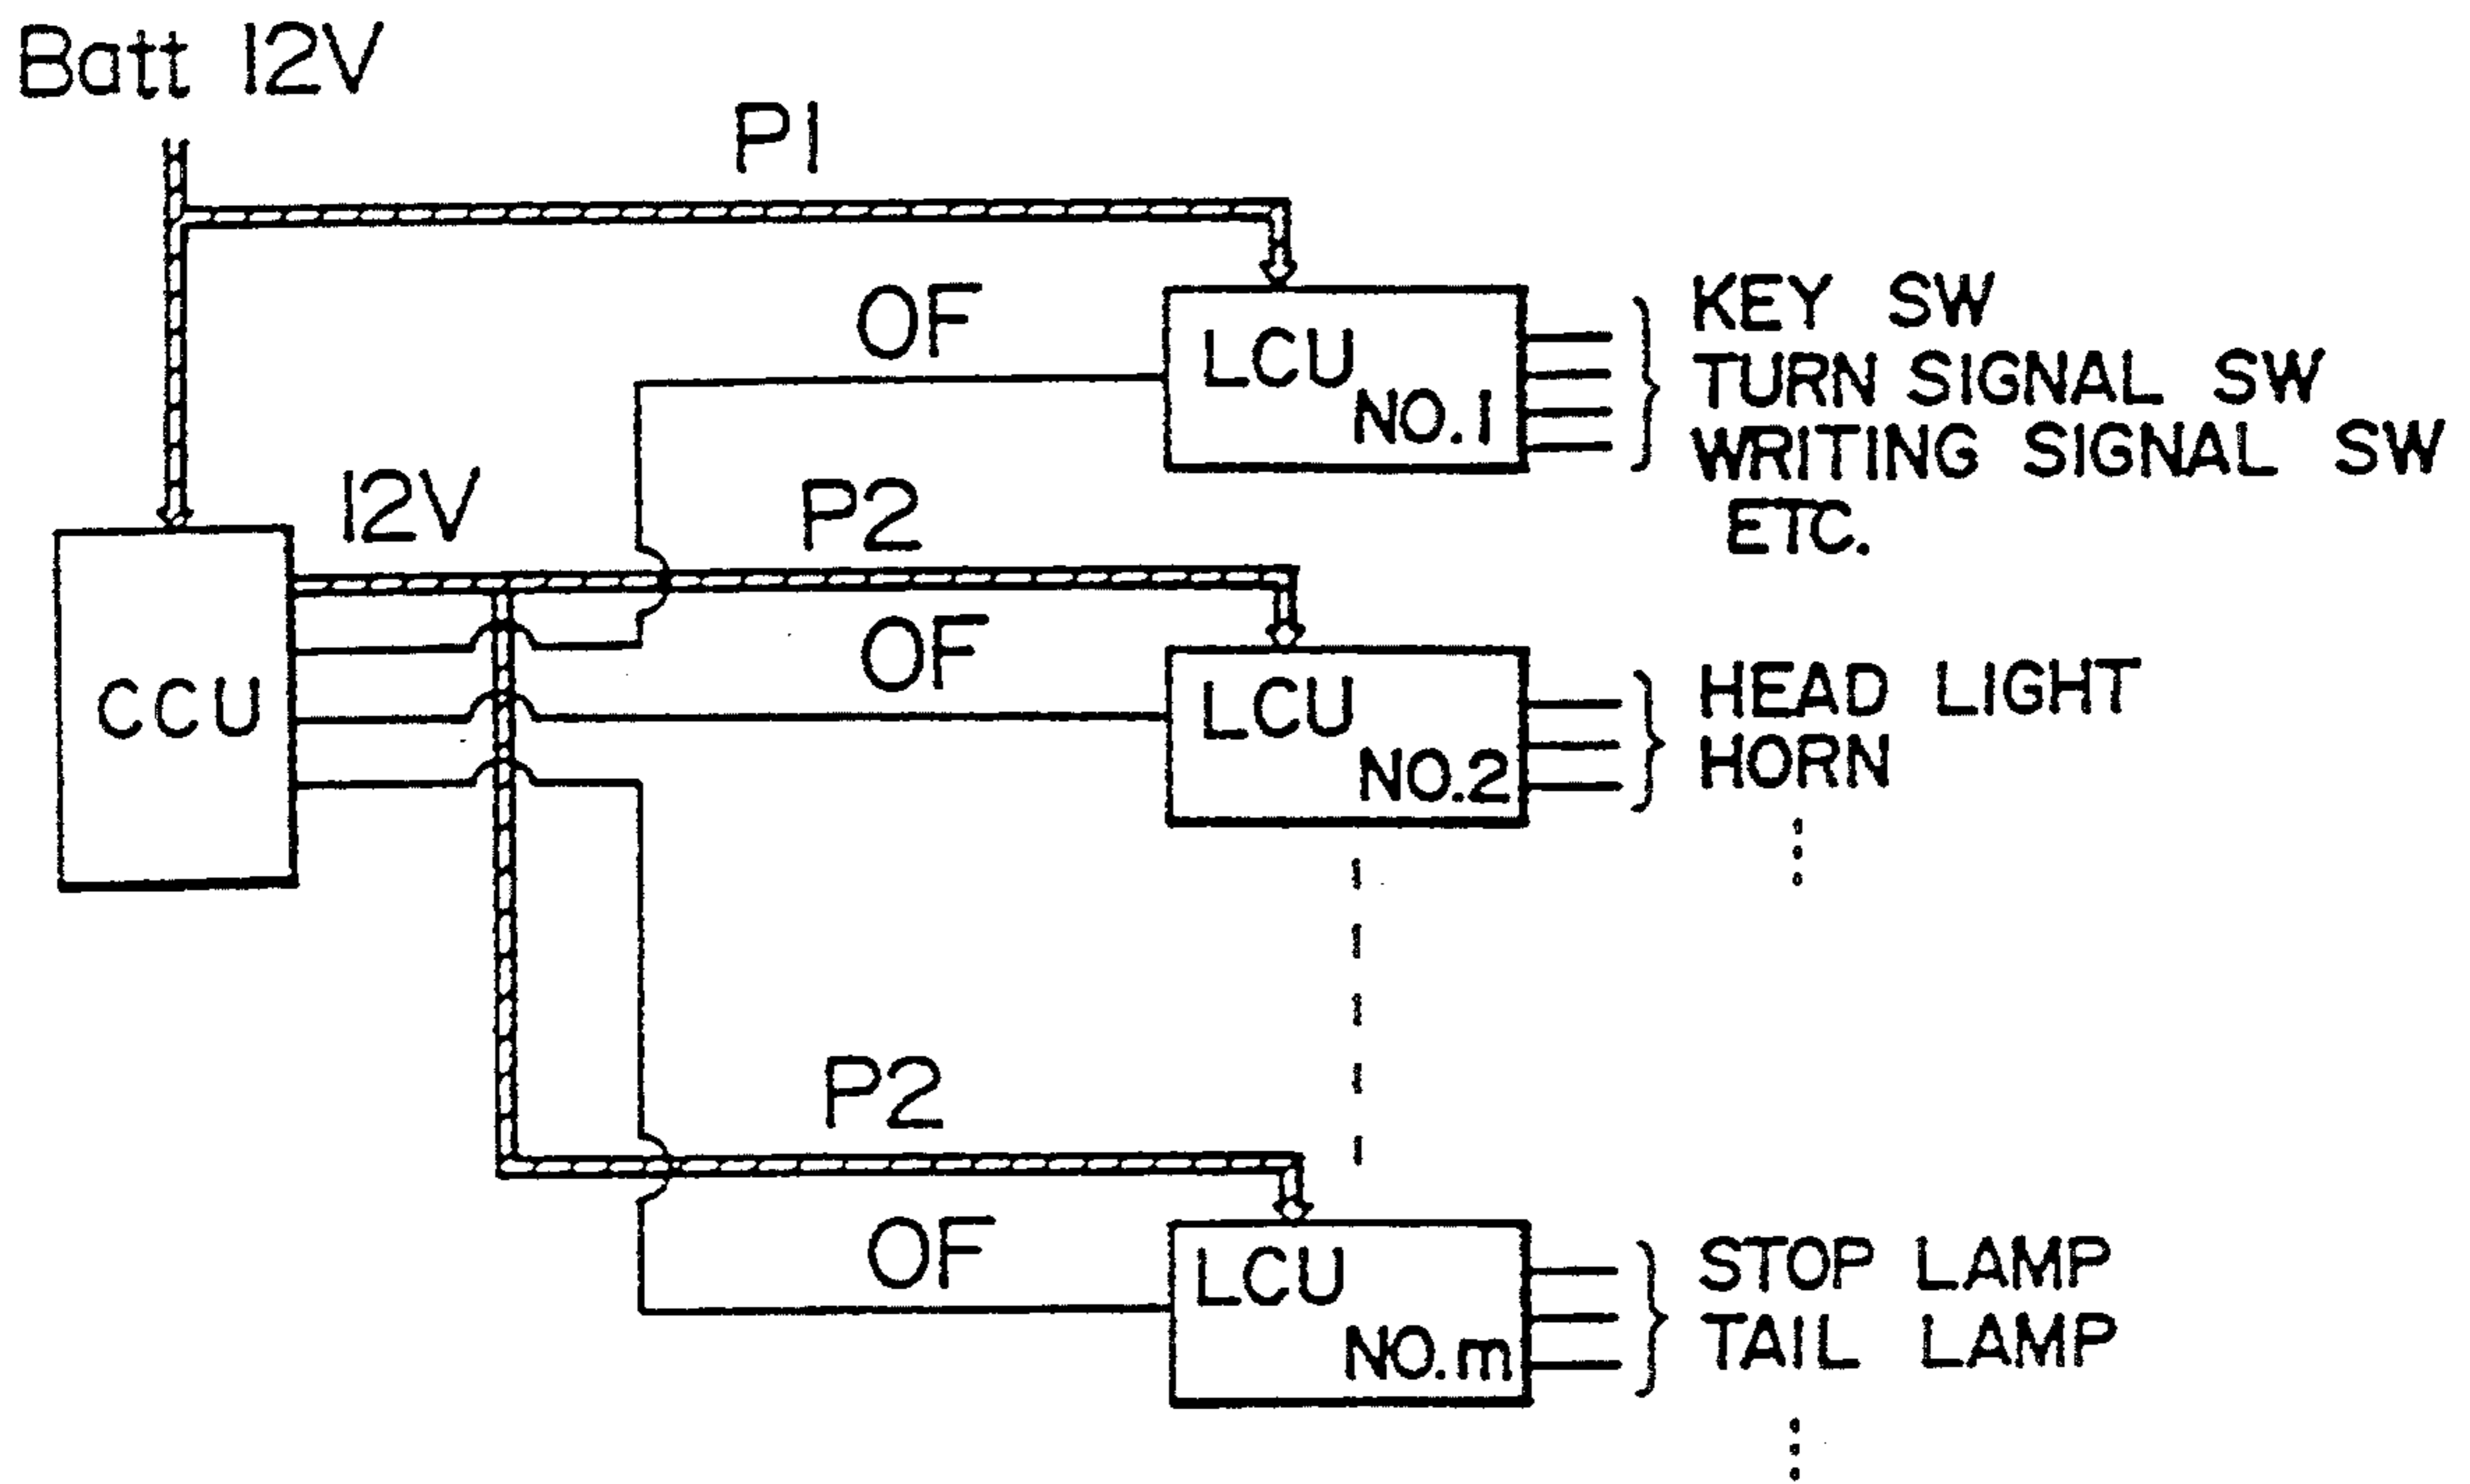 Batt 12V
P1
OF
LCU
NO.1
KEY SW
TURN SIGNAL SW
WRITING SIGNAL SW
ETC.
12V
P2
CCU
OF
LCU
NO.2
HEAD LIGHT
HORN
P2
OF
LCU
NO.m
STOP LAMP
TAIL LAMP